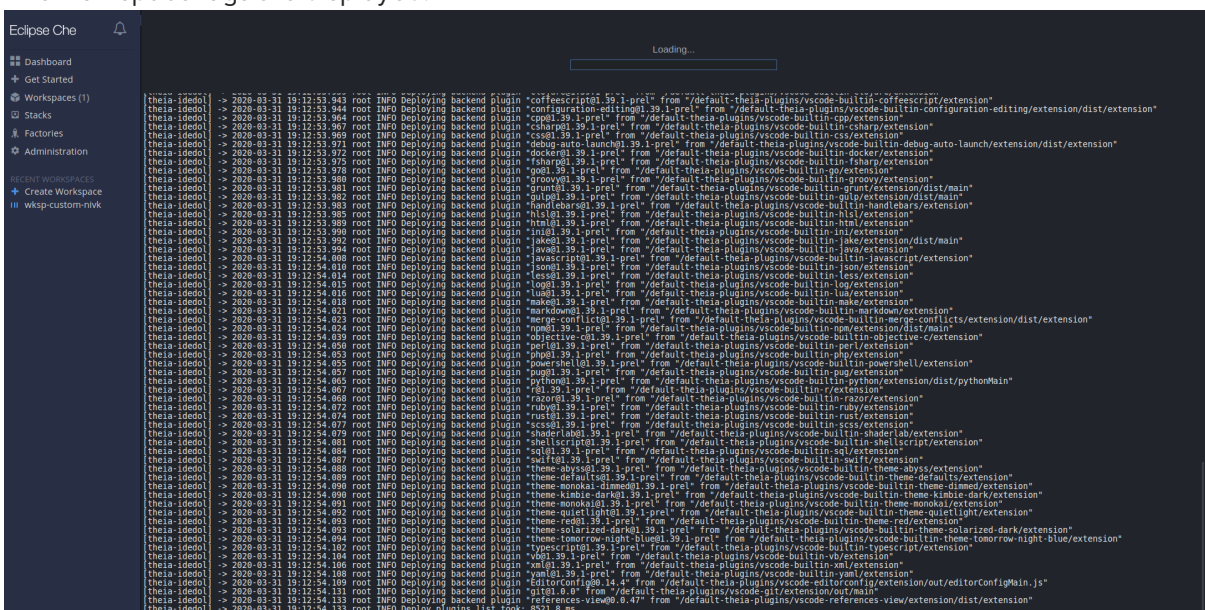 Eclipse Che
Dashboard
Get Started
Workspaces (1)
Stacks
Factories
Administration
RECENT WORKSPACES
Create Workspace
wksp-custom-nivk
Loading...
[theia-idedol] -> 2020-03-31 19:12:53.943 root INFO Deploying backend plugin "coffeescript@1.39.1-prel" from "/default-theia-plugins/vscode-builtin-coffeescript/extension"
[theia-idedol] -> 2020-03-31 19:12:53.944 root INFO Deploying backend plugin "configuration-editing@1.39.1-prel" from "/default-theia-plugins/vscode-builtin-configuration-editing/extension/dist/extension"
[theia-idedol] -> 2020-03-31 19:12:53.964 root INFO Deploying backend plugin "cpp@1.39.1-prel" from "/default-theia-plugins/vscode-builtin-cpp/extension"
[theia-idedol] -> 2020-03-31 19:12:53.967 root INFO Deploying backend plugin "csharp@1.39.1-prel" from "/default-theia-plugins/vscode-builtin-csharp/extension"
[theia-idedol] -> 2020-03-31 19:12:53.969 root INFO Deploying backend plugin "css@1.39.1-prel" from "/default-theia-plugins/vscode-builtin-css/extension"
[theia-idedol] -> 2020-03-31 19:12:53.971 root INFO Deploying backend plugin "debug-auto-launch@1.39.1-prel" from "/default-theia-plugins/vscode-builtin-debug-auto-launch/extension/dist/extension"
[theia-idedol] -> 2020-03-31 19:12:53.972 root INFO Deploying backend plugin "docker@1.39.1-prel" from "/default-theia-plugins/vscode-builtin-docker/extension"
[theia-idedol] -> 2020-03-31 19:12:53.975 root INFO Deploying backend plugin "fsharp@1.39.1-prel" from "/default-theia-plugins/vscode-builtin-fsharp/extension"
[theia-idedol] -> 2020-03-31 19:12:53.978 root INFO Deploying backend plugin "go@1.39.1-prel" from "/default-theia-plugins/vscode-builtin-go/extension"
[theia-idedol] -> 2020-03-31 19:12:53.980 root INFO Deploying backend plugin "groovy@1.39.1-prel" from "/default-theia-plugins/vscode-builtin-groovy/extension"
[theia-idedol] -> 2020-03-31 19:12:53.981 root INFO Deploying backend plugin "grunt@1.39.1-prel" from "/default-theia-plugins/vscode-builtin-grunt/extension/dist/main"
[theia-idedol] -> 2020-03-31 19:12:53.982 root INFO Deploying backend plugin "gulp@1.39.1-prel" from "/default-theia-plugins/vscode-builtin-gulp/extension/dist/main"
[theia-idedol] -> 2020-03-31 19:12:53.983 root INFO Deploying backend plugin "handlebars@1.39.1-prel" from "/default-theia-plugins/vscode-builtin-handlebars/extension"
[theia-idedol] -> 2020-03-31 19:12:53.985 root INFO Deploying backend plugin "hlsl@1.39.1-prel" from "/default-theia-plugins/vscode-builtin-hlsl/extension"
[theia-idedol] -> 2020-03-31 19:12:53.989 root INFO Deploying backend plugin "html@1.39.1-prel" from "/default-theia-plugins/vscode-builtin-html/extension"
[theia-idedol] -> 2020-03-31 19:12:53.990 root INFO Deploying backend plugin "ini@1.39.1-prel" from "/default-theia-plugins/vscode-builtin-ini/extension"
[theia-idedol] -> 2020-03-31 19:12:53.992 root INFO Deploying backend plugin "jake@1.39.1-prel" from "/default-theia-plugins/vscode-builtin-jake/extension/dist/main"
[theia-idedol] -> 2020-03-31 19:12:53.994 root INFO Deploying backend plugin "java@1.39.1-prel" from "/default-theia-plugins/vscode-builtin-java/extension"
[theia-idedol] -> 2020-03-31 19:12:54.008 root INFO Deploying backend plugin "javascript@1.39.1-prel" from "/default-theia-plugins/vscode-builtin-javascript/extension"
[theia-idedol] -> 2020-03-31 19:12:54.010 root INFO Deploying backend plugin "json@1.39.1-prel" from "/default-theia-plugins/vscode-builtin-json/extension"
[theia-idedol] -> 2020-03-31 19:12:54.014 root INFO Deploying backend plugin "less@1.39.1-prel" from "/default-theia-plugins/vscode-builtin-less/extension"
[theia-idedol] -> 2020-03-31 19:12:54.015 root INFO Deploying backend plugin "log@1.39.1-prel" from "/default-theia-plugins/vscode-builtin-log/extension"
[theia-idedol] -> 2020-03-31 19:12:54.016 root INFO Deploying backend plugin "lua@1.39.1-prel" from "/default-theia-plugins/vscode-builtin-lua/extension"
[theia-idedol] -> 2020-03-31 19:12:54.018 root INFO Deploying backend plugin "make@1.39.1-prel" from "/default-theia-plugins/vscode-builtin-make/extension"
[theia-idedol] -> 2020-03-31 19:12:54.021 root INFO Deploying backend plugin "markdown@1.39.1-prel" from "/default-theia-plugins/vscode-builtin-markdown/extension"
[theia-idedol] -> 2020-03-31 19:12:54.023 root INFO Deploying backend plugin "merge-conflict@1.39.1-prel" from "/default-theia-plugins/vscode-builtin-merge-conflicts/extension/dist/extension"
[theia-idedol] -> 2020-03-31 19:12:54.024 root INFO Deploying backend plugin "npm@1.39.1-prel" from "/default-theia-plugins/vscode-builtin-npm/extension/dist/main"
[theia-idedol] -> 2020-03-31 19:12:54.039 root INFO Deploying backend plugin "objective-c@1.39.1-prel" from "/default-theia-plugins/vscode-builtin-objective-c/extension"
[theia-idedol] -> 2020-03-31 19:12:54.050 root INFO Deploying backend plugin "perl@1.39.1-prel" from "/default-theia-plugins/vscode-builtin-perl/extension"
[theia-idedol] -> 2020-03-31 19:12:54.053 root INFO Deploying backend plugin "php@1.39.1-prel" from "/default-theia-plugins/vscode-builtin-php/extension"
[theia-idedol] -> 2020-03-31 19:12:54.055 root INFO Deploying backend plugin "powershell@1.39.1-prel" from "/default-theia-plugins/vscode-builtin-powershell/extension"
[theia-idedol] -> 2020-03-31 19:12:54.057 root INFO Deploying backend plugin "pug@1.39.1-prel" from "/default-theia-plugins/vscode-builtin-pug/extension"
[theia-idedol] -> 2020-03-31 19:12:54.065 root INFO Deploying backend plugin "python@1.39.1-prel" from "/default-theia-plugins/vscode-builtin-python/extension/dist/pythonMain"
[theia-idedol] -> 2020-03-31 19:12:54.067 root INFO Deploying backend plugin "r@1.39.1-prel" from "/default-theia-plugins/vscode-builtin-r/extension"
[theia-idedol] -> 2020-03-31 19:12:54.068 root INFO Deploying backend plugin "razor@1.39.1-prel" from "/default-theia-plugins/vscode-builtin-razor/extension"
[theia-idedol] -> 2020-03-31 19:12:54.072 root INFO Deploying backend plugin "ruby@1.39.1-prel" from "/default-theia-plugins/vscode-builtin-ruby/extension"
[theia-idedol] -> 2020-03-31 19:12:54.074 root INFO Deploying backend plugin "rust@1.39.1-prel" from "/default-theia-plugins/vscode-builtin-rust/extension"
[theia-idedol] -> 2020-03-31 19:12:54.077 root INFO Deploying backend plugin "scss@1.39.1-prel" from "/default-theia-plugins/vscode-builtin-scss/extension"
[theia-idedol] -> 2020-03-31 19:12:54.079 root INFO Deploying backend plugin "shaderlab@1.39.1-prel" from "/default-theia-plugins/vscode-builtin-shaderlab/extension"
[theia-idedol] -> 2020-03-31 19:12:54.081 root INFO Deploying backend plugin "shellscript@1.39.1-prel" from "/default-theia-plugins/vscode-builtin-shellscript/extension"
[theia-idedol] -> 2020-03-31 19:12:54.084 root INFO Deploying backend plugin "sql@1.39.1-prel" from "/default-theia-plugins/vscode-builtin-sql/extension"
[theia-idedol] -> 2020-03-31 19:12:54.087 root INFO Deploying backend plugin "swift@1.39.1-prel" from "/default-theia-plugins/vscode-builtin-swift/extension"
[theia-idedol] -> 2020-03-31 19:12:54.088 root INFO Deploying backend plugin "theme-abyss@1.39.1-prel" from "/default-theia-plugins/vscode-builtin-theme-abyss/extension"
[theia-idedol] -> 2020-03-31 19:12:54.089 root INFO Deploying backend plugin "theme-defaults@1.39.1-prel" from "/default-theia-plugins/vscode-builtin-theme-defaults/extension"
[theia-idedol] -> 2020-03-31 19:12:54.090 root INFO Deploying backend plugin "theme-monokai-dimmed@1.39.1-prel" from "/default-theia-plugins/vscode-builtin-theme-monokai-dimmed/extension"
[theia-idedol] -> 2020-03-31 19:12:54.090 root INFO Deploying backend plugin "theme-kimbie-dark@1.39.1-prel" from "/default-theia-plugins/vscode-builtin-theme-kimbie-dark/extension"
[theia-idedol] -> 2020-03-31 19:12:54.091 root INFO Deploying backend plugin "theme-monokai@1.39.1-prel" from "/default-theia-plugins/vscode-builtin-theme-monokai/extension"
[theia-idedol] -> 2020-03-31 19:12:54.092 root INFO Deploying backend plugin "theme-quietlight@1.39.1-prel" from "/default-theia-plugins/vscode-builtin-theme-quietlight/extension"
[theia-idedol] -> 2020-03-31 19:12:54.093 root INFO Deploying backend plugin "theme-red@1.39.1-prel" from "/default-theia-plugins/vscode-builtin-theme-red/extension"
[theia-idedol] -> 2020-03-31 19:12:54.093 root INFO Deploying backend plugin "theme-solarized-dark@1.39.1-prel" from "/default-theia-plugins/vscode-builtin-theme-solarized-dark/extension"
[theia-idedol] -> 2020-03-31 19:12:54.094 root INFO Deploying backend plugin "theme-tomorrow-night-blue@1.39.1-prel" from "/default-theia-plugins/vscode-builtin-theme-tomorrow-night-blue/extension"
[theia-idedol] -> 2020-03-31 19:12:54.102 root INFO Deploying backend plugin "typescript@1.39.1-prel" from "/default-theia-plugins/vscode-builtin-typescript/extension"
[theia-idedol] -> 2020-03-31 19:12:54.104 root INFO Deploying backend plugin "vb@1.39.1-prel" from "/default-theia-plugins/vscode-builtin-vb/extension"
[theia-idedol] -> 2020-03-31 19:12:54.106 root INFO Deploying backend plugin "xml@1.39.1-prel" from "/default-theia-plugins/vscode-builtin-xml/extension"
[theia-idedol] -> 2020-03-31 19:12:54.108 root INFO Deploying backend plugin "yaml@1.39.1-prel" from "/default-theia-plugins/vscode-builtin-yaml/extension"
[theia-idedol] -> 2020-03-31 19:12:54.109 root INFO Deploying backend plugin "EditorConfig@0.14.4" from "/default-theia-plugins/vscode-editorconfig/extension/out/editorConfigMain.js"
[theia-idedol] -> 2020-03-31 19:12:54.131 root INFO Deploying backend plugin "git@1.0.0" from "/default-theia-plugins/vscode-git/extension/out/main"
[theia-idedol] -> 2020-03-31 19:12:54.133 root INFO Deploying backend plugin "references-view@0.0.47" from "/default-theia-plugins/vscode-references-view/extension/dist/extension"
[theia-idedol] -> 2020-03-31 19:12:54.133 root INFO Deploy plugins list took: 8521.8 ms